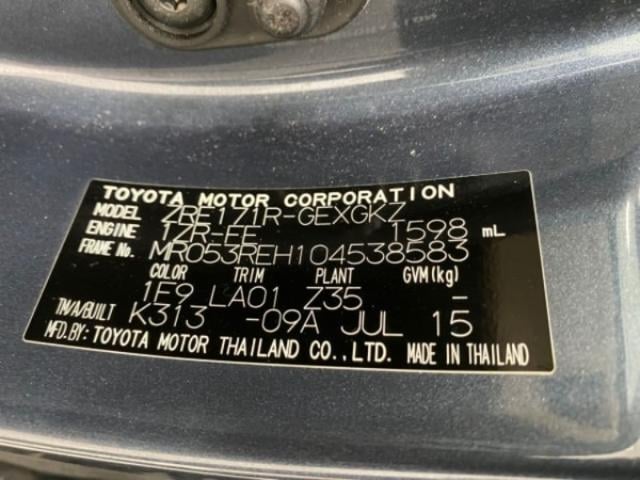 TOYOTA MOTOR CORPORATION
MODEL ZRE171R-GEXGKZ
ENGINE 1ZR-FE 1598 mL
FRAME No. MR053REH104538583
COLOR TRIM PLANT GVM(kg)
1F9 LA01 Z35 -
TM/A/BUILT K313 -09A JUL 15
MFD.BY: TOYOTA MOTOR THAILAND CO.,LTD. MADE IN THAILAND